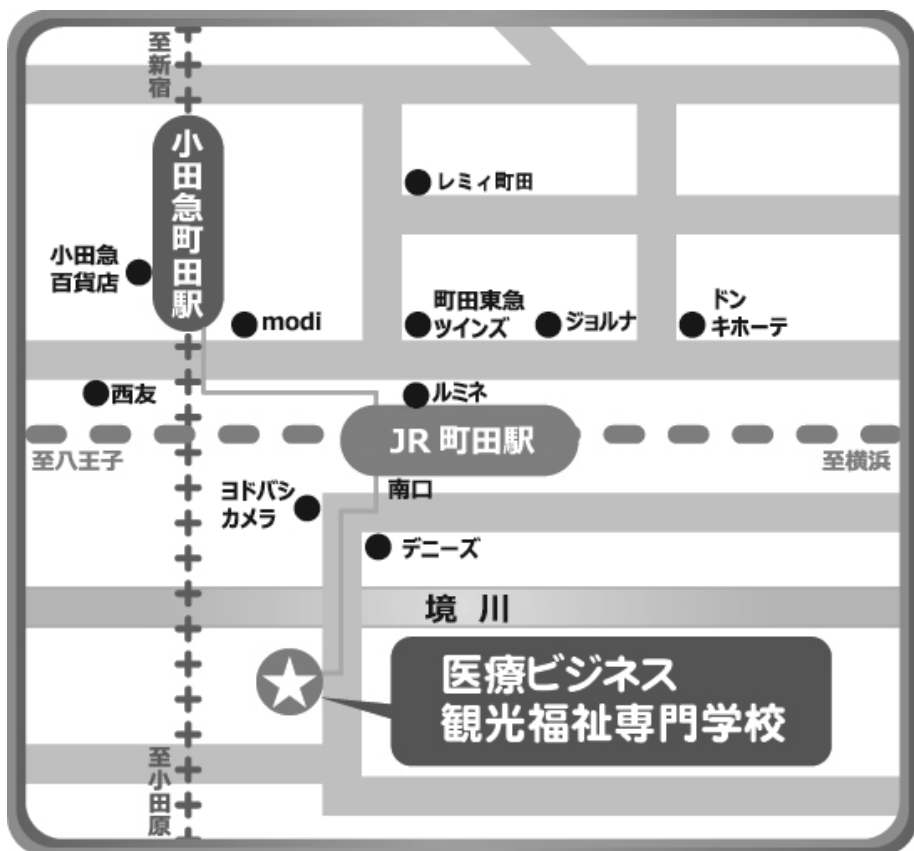 至新宿
小田急町田駅
レミィ町田
小田急
百貨店
modi
町田東急
ツインズ
ジョルナ
ドン
キホーテ
西友
ルミネ
JR 町田駅
至八王子
至横浜
南口
ヨドバシ
カメラ
デニーズ
境 川
医療ビジネス
観光福祉専門学校
至小田原